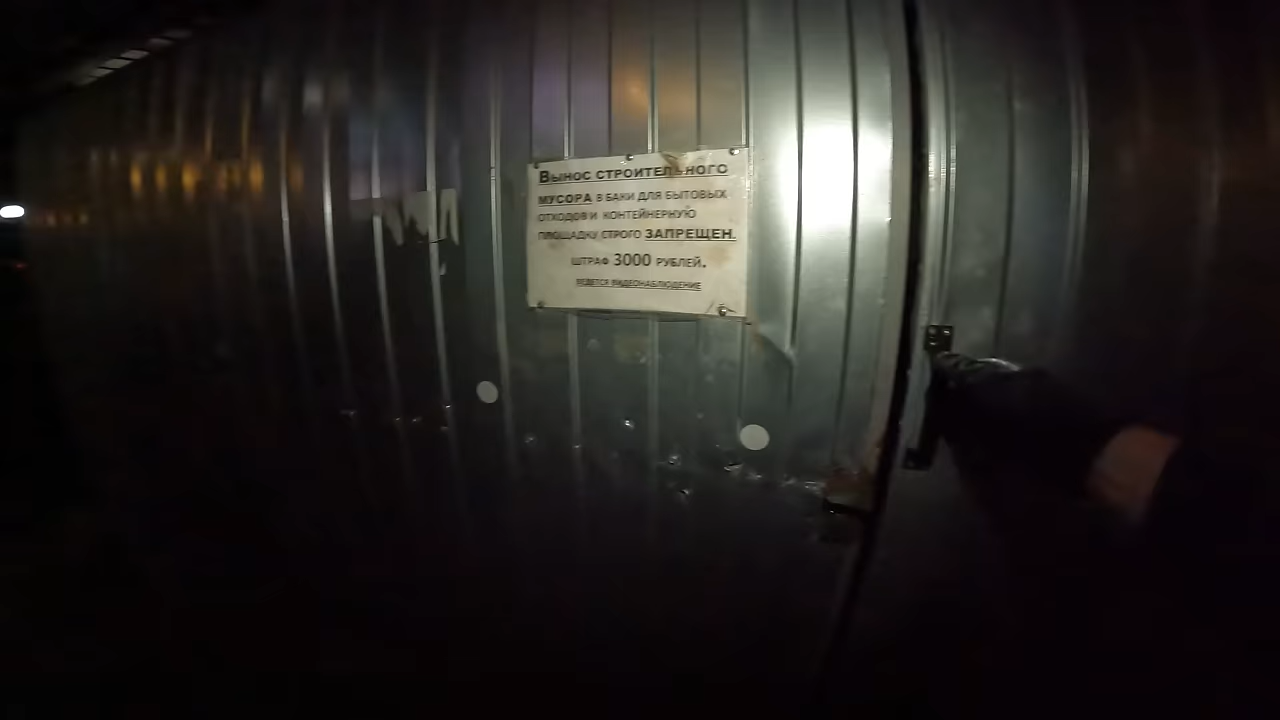 Вынос строительного
мусора в баки для бытовых
отходов и контейнерную
площадку строго ЗАПРЕЩЕН.
штраф 3000 рублей.
ведется видеонаблюдение